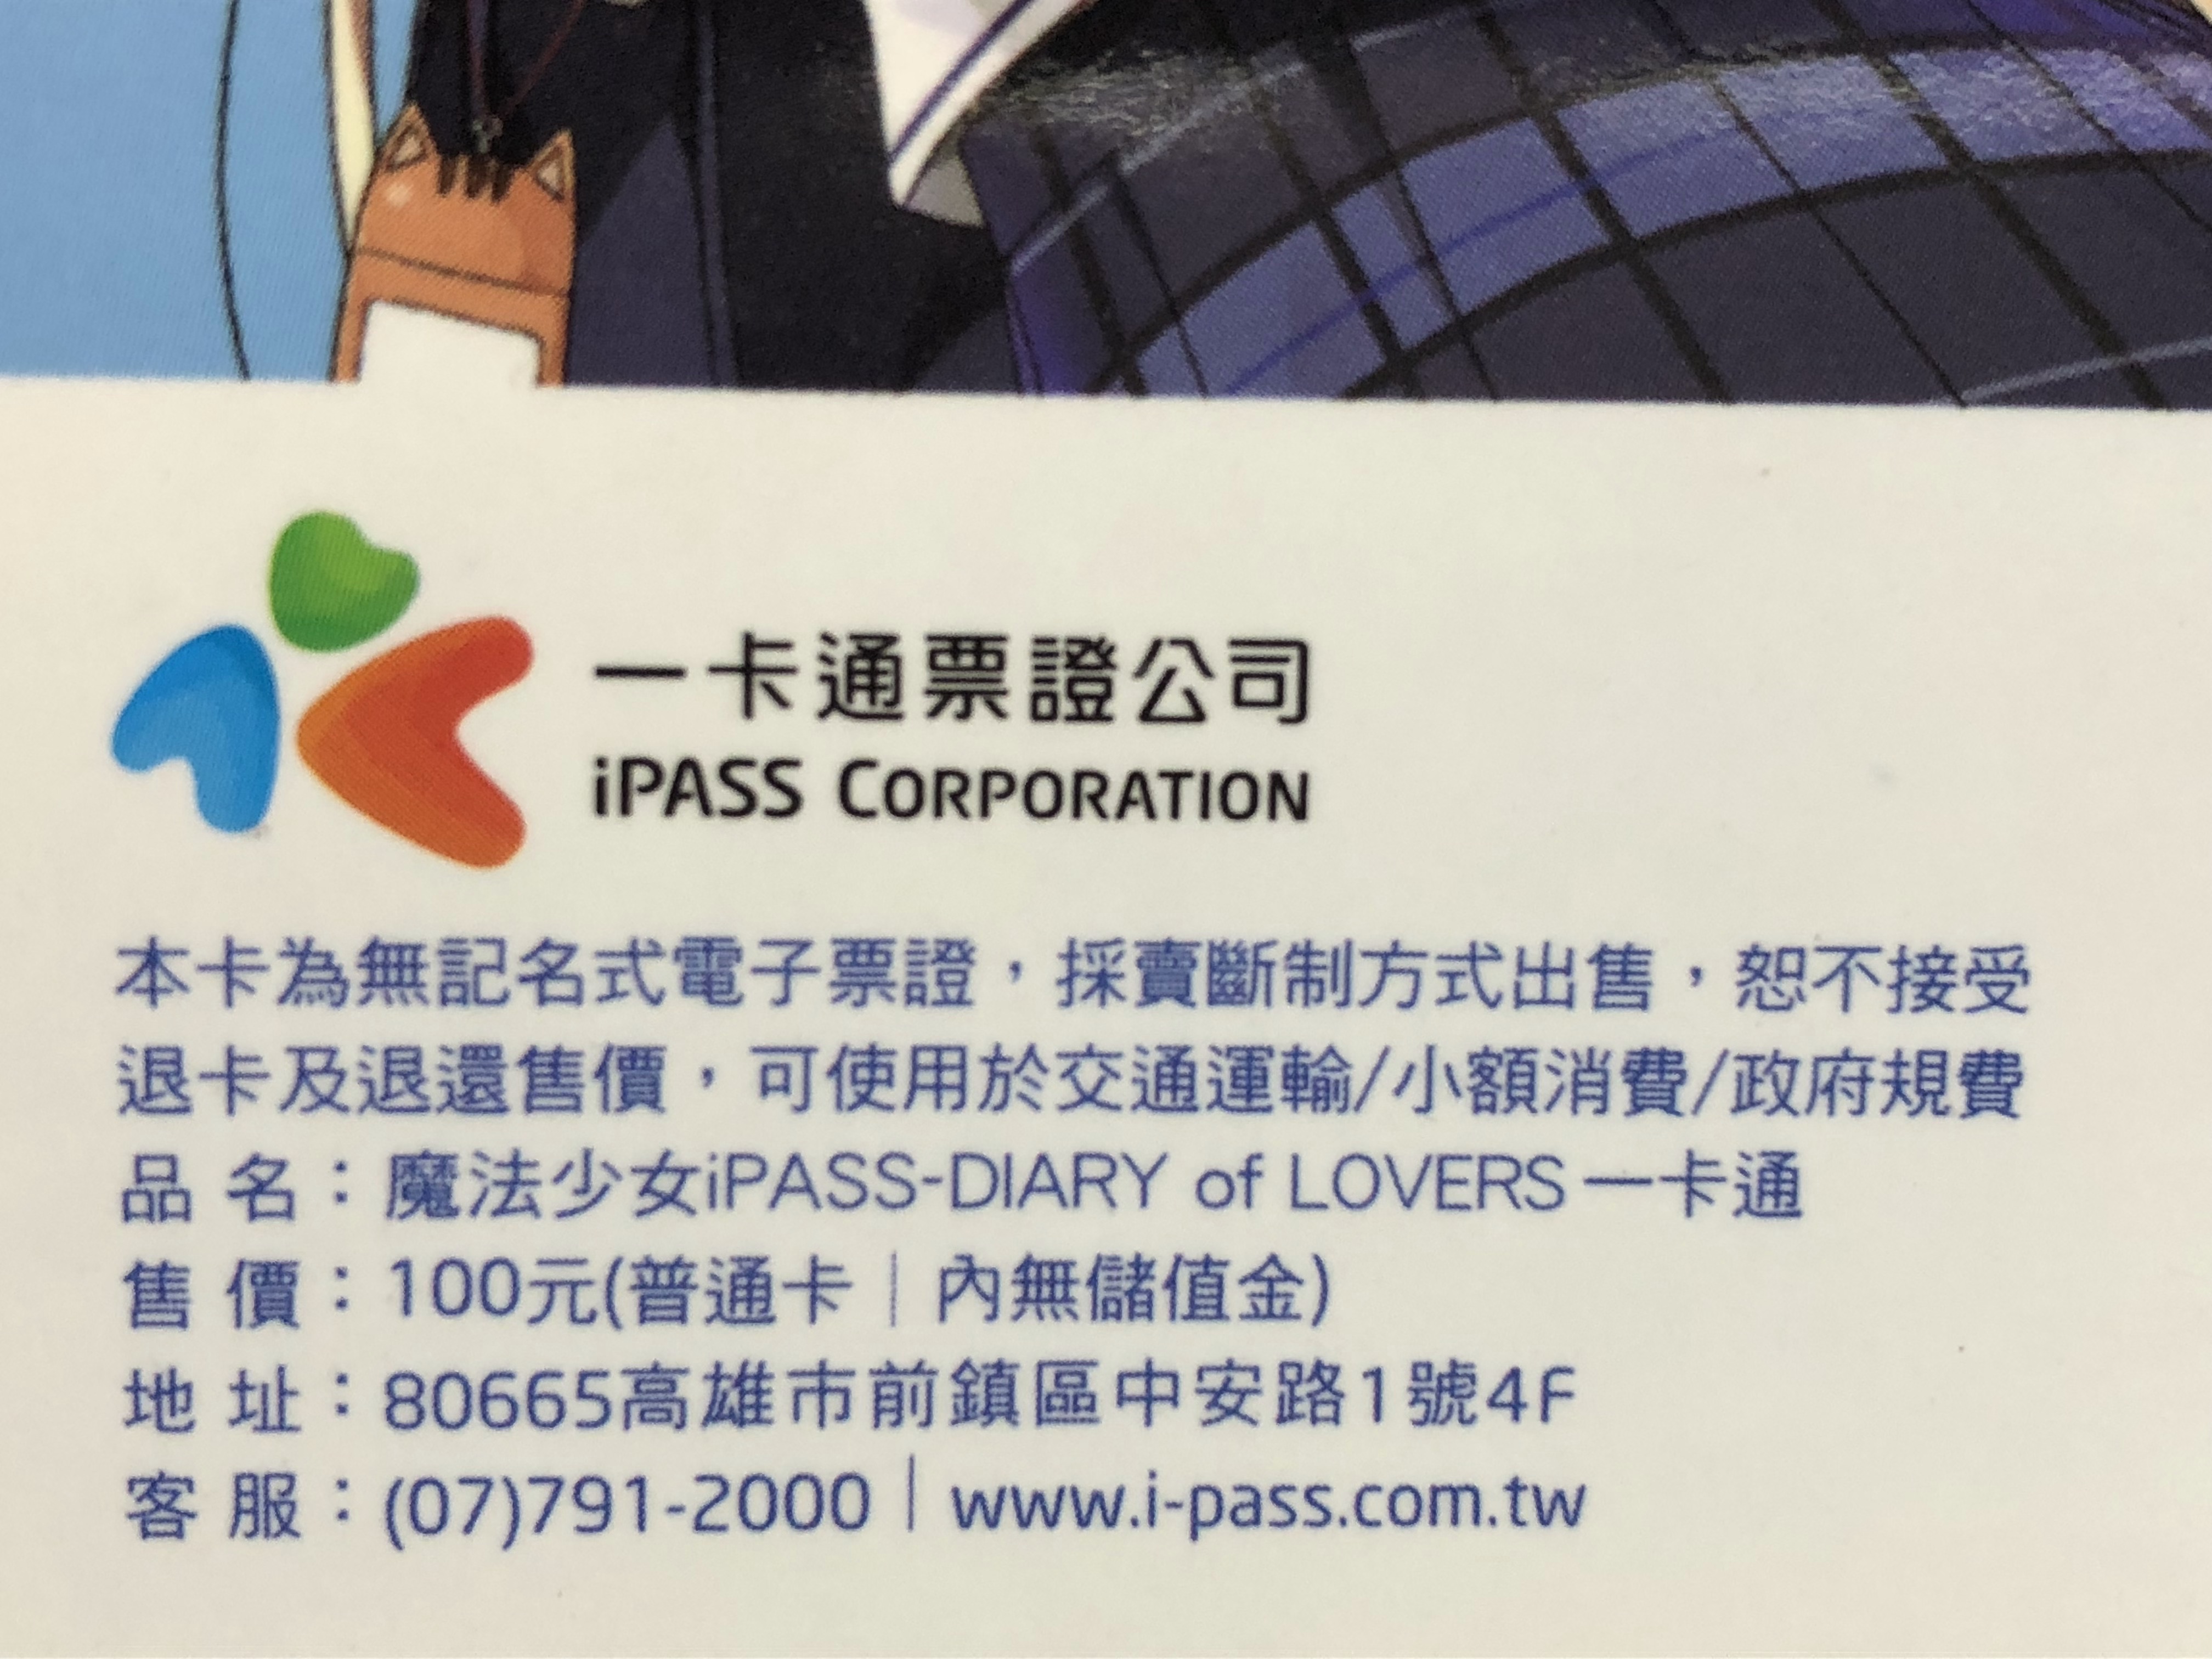 一卡通票證公司
iPASS CORPORATION
本卡為無記名式電子票證，採賣斷制方式出售，恕不接受
退卡及退還售價，可使用於交通運輸/小額消費/政府規費
品 名：魔法少女iPASS-DIARY of LOVERS一卡通
售 價：100元(普通卡｜內無儲值金)
地 址：80665高雄市前鎮區中安路1號4F
客 服：(07)791-2000｜www.i-pass.com.tw